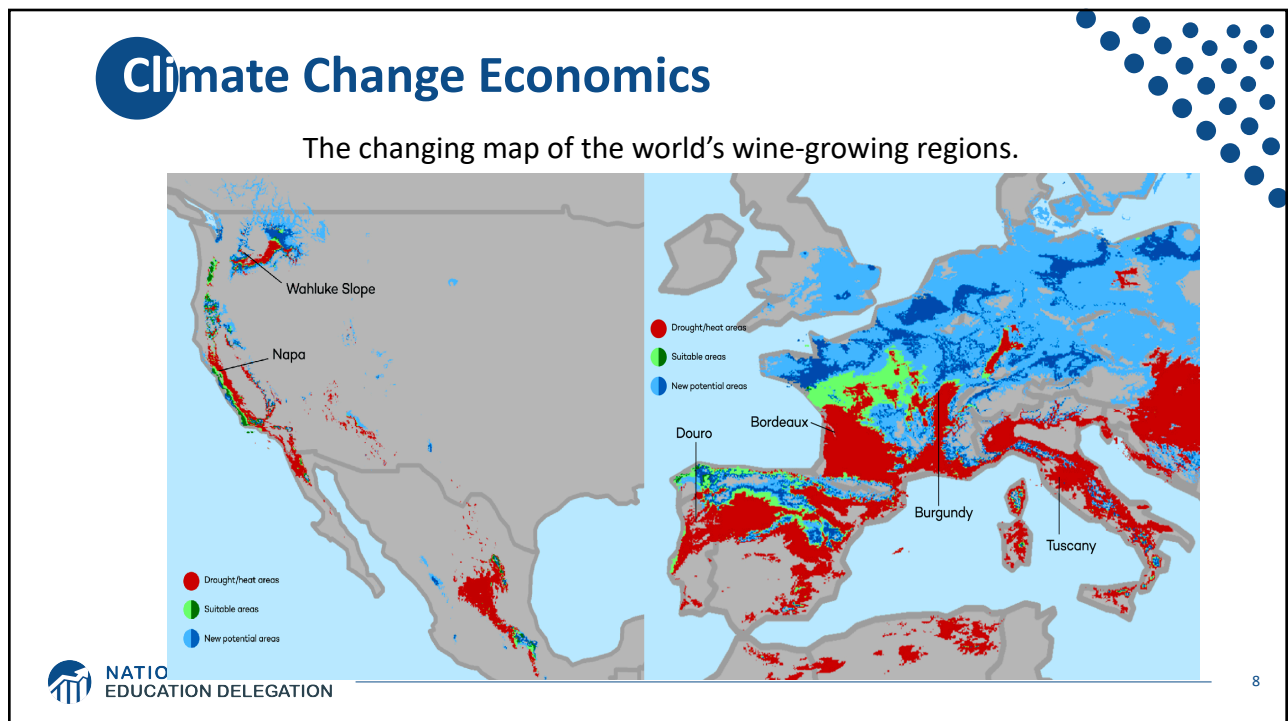 Climate Change Economics
The changing map of the world's wine-growing regions.
Wahluke Slope
Napa
Drought/heat areas
Suitable areas
New potential areas
Drought/heat areas
Suitable areas
New potential areas
Bordeaux
Douro
Burgundy
Tuscany
NATIO
EDUCATION DELEGATION
8